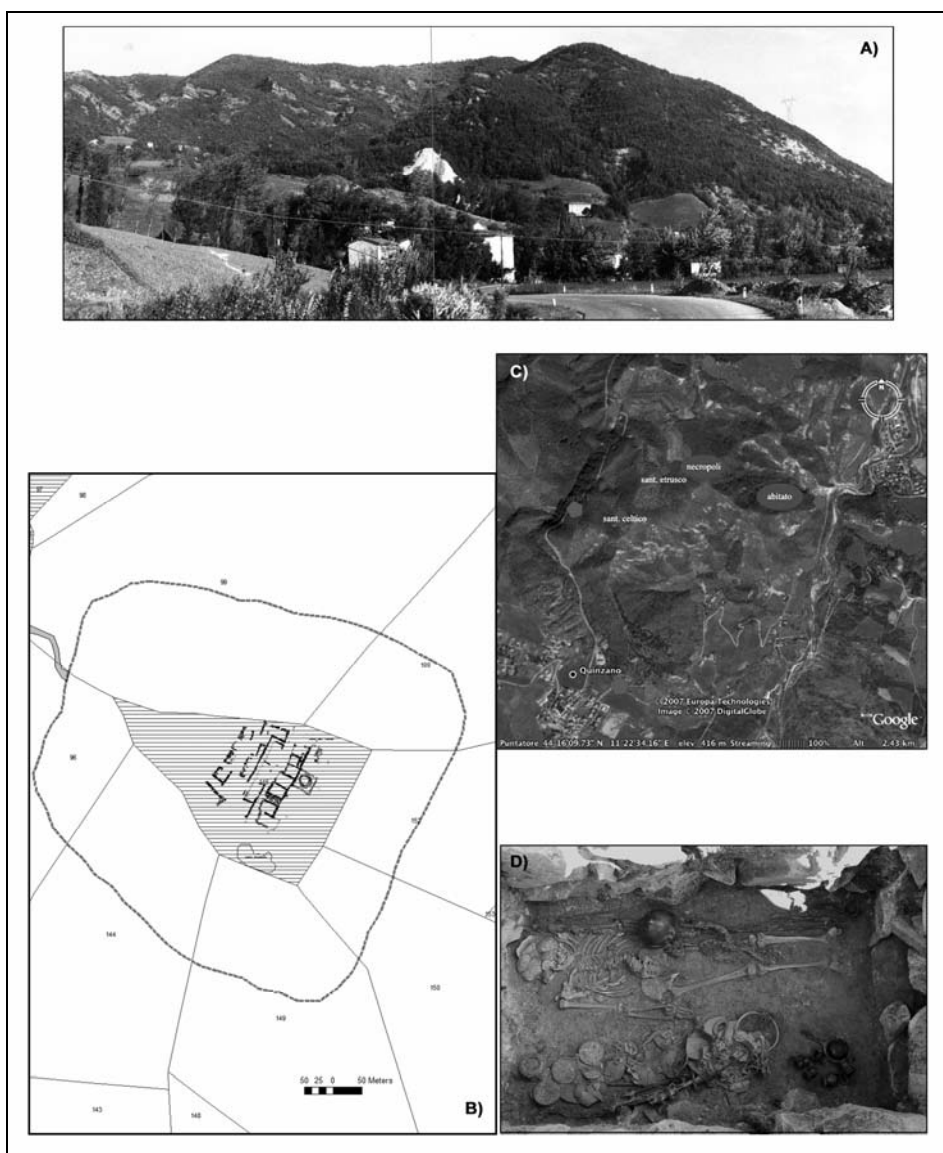 A)
C)
N
necropoli
sant. etrusco
abitato
sant. celtico
Quinzano
©2007 Europa Technologies
Image © 2007 DigitalGlobe
Google
Puntatore 44°16'09.73" N 11°22'34.16" E elev 416 m Streaming 100% Alt 2.43 km
97
98
99
100
96
152
153
144
150
149
143
148
50 25 0 50 Meters
B)
D)